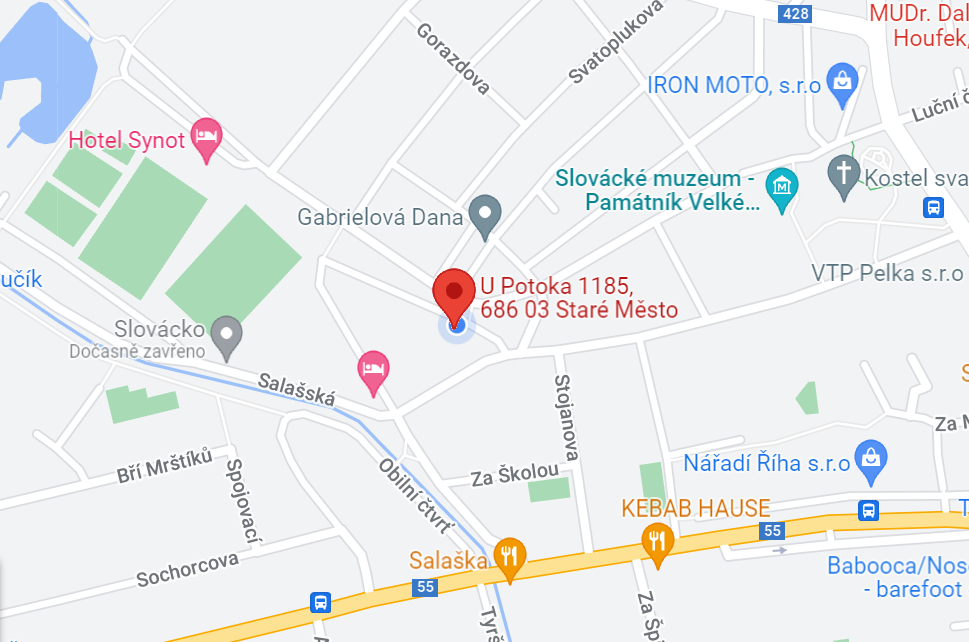 428
MUDr. Dal
Houfek,
Gorazdova
Svatoplukova
IRON MOTO, s.r.o
Luční č
Hotel Synot
Slovácké muzeum -
Památník Velké...
Kostel sva
Gabrielová Dana
VTP Pelka s.r.o
učík
U Potoka 1185,
686 03 Staré Město
Slovácko
Dočasně zavřeno
Salašská
Stojanova
S
Za M
Bří Mrštíků
Spojovací
Obilní čtvrť
Za Školou
Nářadí Říha s.r.o
KEBAB HAUSE
T
55
Sochorcova
Salaška
55
Babooca/Nose
- barefoot
Tyrš
Za Špi
A